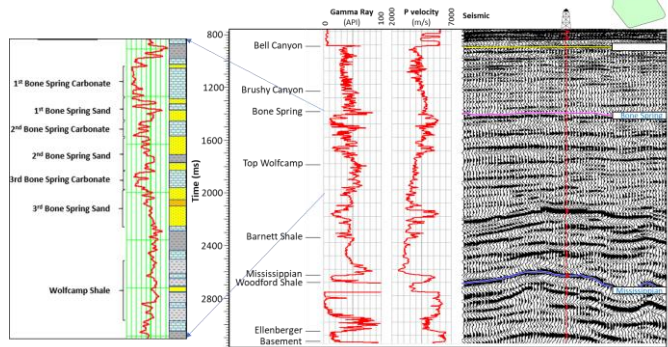 Gamma Ray
(API)
0
100
P velocity
(m/s)
2000
7000
Seismic
800
Bell Canyon
1st Bone Spring Carbonate
Brushy Canyon
1200
1st Bone Spring Sand
Bone Spring
Bone Spring
2nd Bone Spring Carbonate
1600
2nd Bone Spring Sand
Top Wolfcamp
3rd Bone Spring Carbonate
Time (ms)
2000
3rd Bone Spring Sand
Barnett Shale
2400
Mississippian
Woodford Shale
Mississippian
Wolfcamp Shale
2800
Ellenberger
Basement